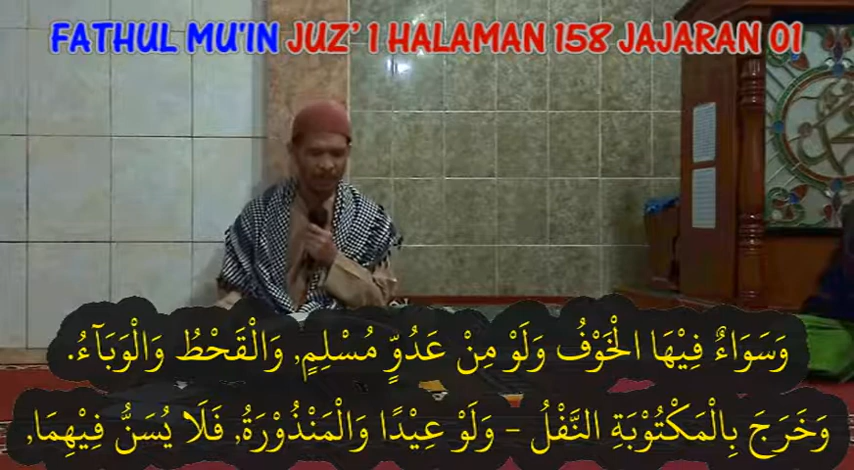 FATHUL MU'IN JUZ' 1 HALAMAN 158 JAJARAN 01
وَسَوَاءٌ فِيْهَا الْخَوْفُ وَلَوْ مِنْ عَدُوٍّ مُسْلِمٍ, وَالْقَحْطُ وَالْوَبَآءُ.
وَخَرَجَ بِالْمَكْتُوْبَةِ النَّفْلُ - وَلَوْ عِيْدًا وَالْمَنْذُوْرَةُ, فَلَا يُسَنُّ فِيْهِمَا,